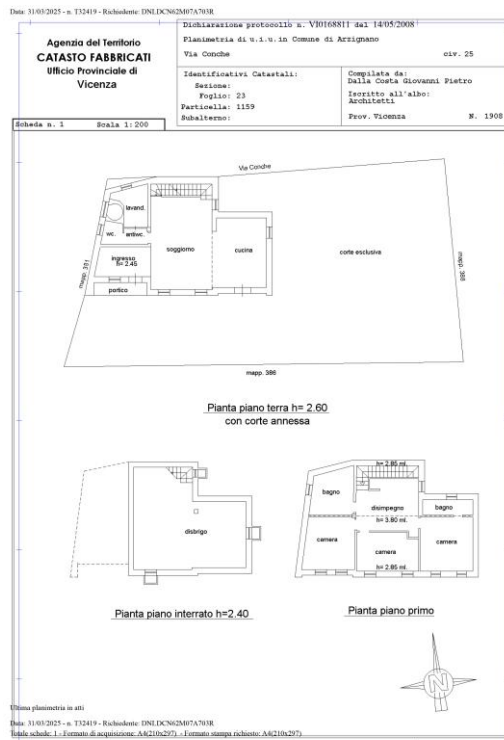 Data: 31/03/2025 - n. T32419 - Richiedente: DNLDCN62M07A703R
Agenzia del Territorio
CATASTO FABBRICATI
Ufficio Provinciale di
Vicenza
Dichiarazione protocollo n. VI0168811 del 14/05/2008
Planimetria di u.i.u. in Comune di Arzignano
Via Conche civ. 25
Identificativi Catastali:
Sezione:
Foglio: 23
Particella: 1159
Subalterno:
Compilata da:
Dalla Costa Giovanni Pietro
Iscritto all'albo:
Architetti
Prov. Vicenza N. 1908
Scheda n. 1 Scala 1:200
Via Conche
lavand.
wc. antiwc.
soggiorno
cucina
corte esclusiva
ingresso
h= 2.45
portico
mapp. 391
mapp. 388
mapp. 386
Pianta piano terra h= 2.60
con corte annessa
disbrigo
Pianta piano interrato h=2.40
h= 2.85 ml.
bagno
disimpegno
bagno
h= 3.80 ml.
camera
camera
camera
h= 2.85 ml.
Pianta piano primo
N
Ultima planimetria in atti
Data: 31/03/2025 - n. T32419 - Richiedente: DNLDCN62M07A703R
Totale schede: 1 - Formato di acquisizione: A4(210x297) - Formato stampa richiesto: A4(210x297)